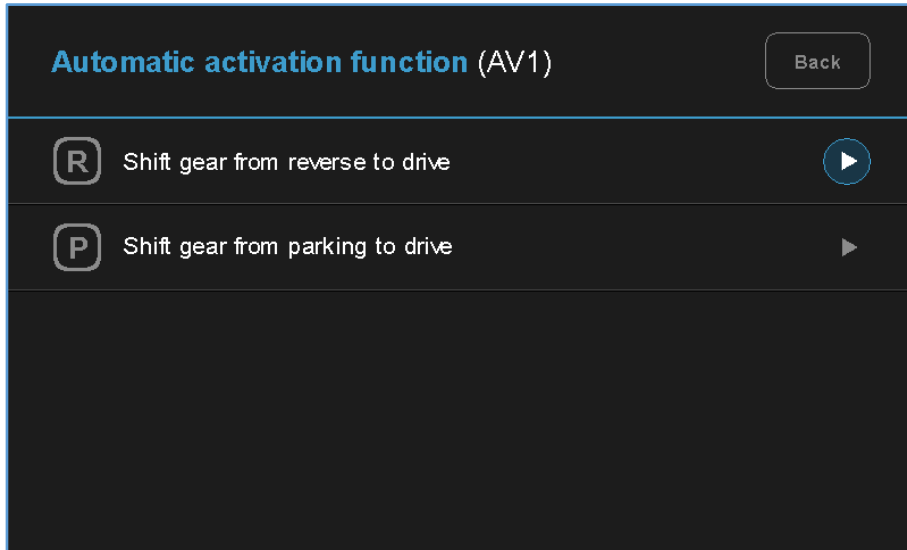 Automatic activation function (AV1)
Back
R Shift gear from reverse to drive
P Shift gear from parking to drive